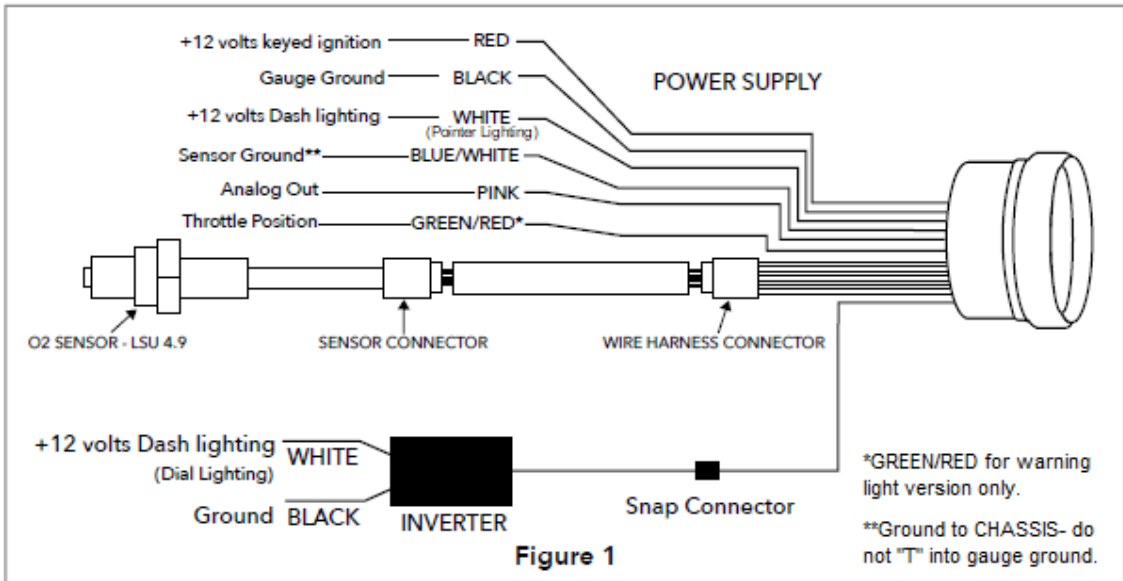 +12 volts keyed ignition RED
Gauge Ground BLACK
POWER SUPPLY
+12 volts Dash lighting WHITE
(Pointer Lighting)
Sensor Ground** BLUE/WHITE
Analog Out PINK
Throttle Position GREEN/RED*
O2 SENSOR - LSU 4.9
SENSOR CONNECTOR
WIRE HARNESS CONNECTOR
+12 volts Dash lighting WHITE
(Dial Lighting)
Ground BLACK
INVERTER
Snap Connector
*GREEN/RED for warning
light version only.
**Ground to CHASSIS- do
not "T" into gauge ground.
Figure 1